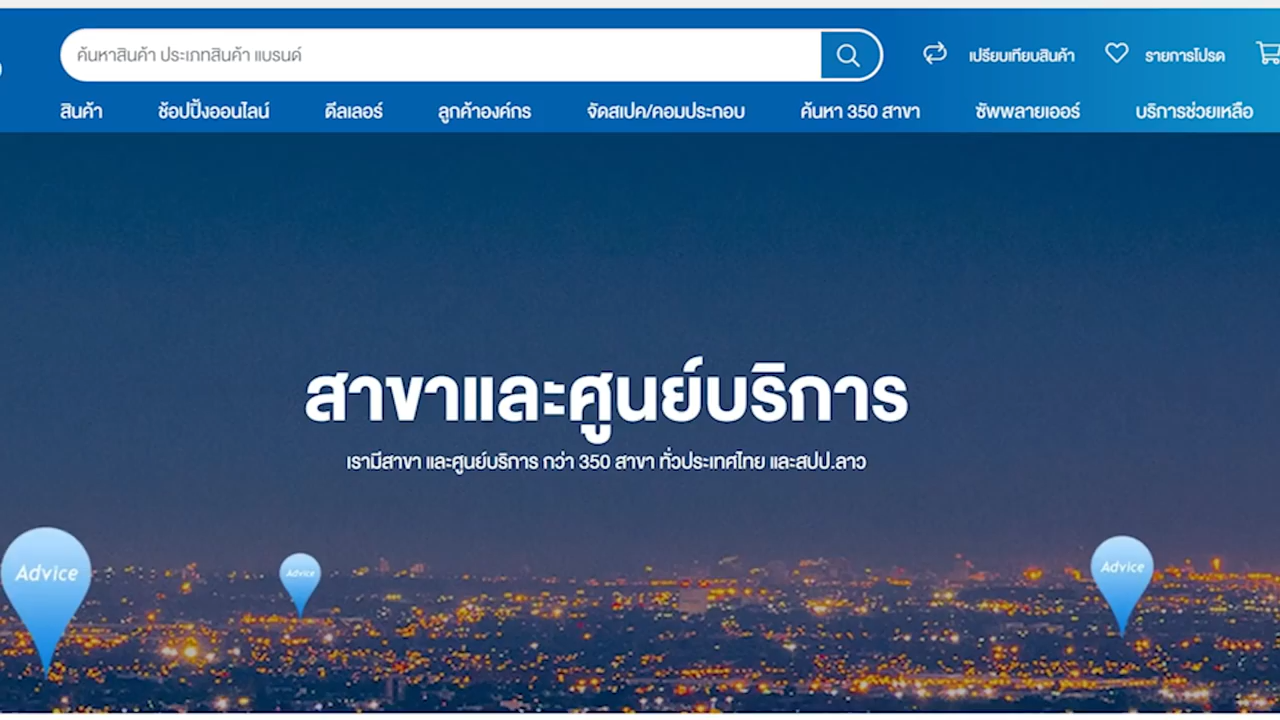 ค้นหาสินค้า ประเภทสินค้า แบรนด์
เปรียบเทียบสินค้า
รายการโปรด
สินค้า
ช้อปปิ้งออนไลน์
ดีลเลอร์
ลูกค้าองค์กร
จัดสเปค/คอมประกอบ
ค้นหา 350 สาขา
ซัพพลายเออร์
บริการช่วยเหลือ
สาขาและศูนย์บริการ
เรามีสาขา และศูนย์บริการ กว่า 350 สาขา ทั่วประเทศไทย และสปป.ลาว
Advice
Advice
Advice